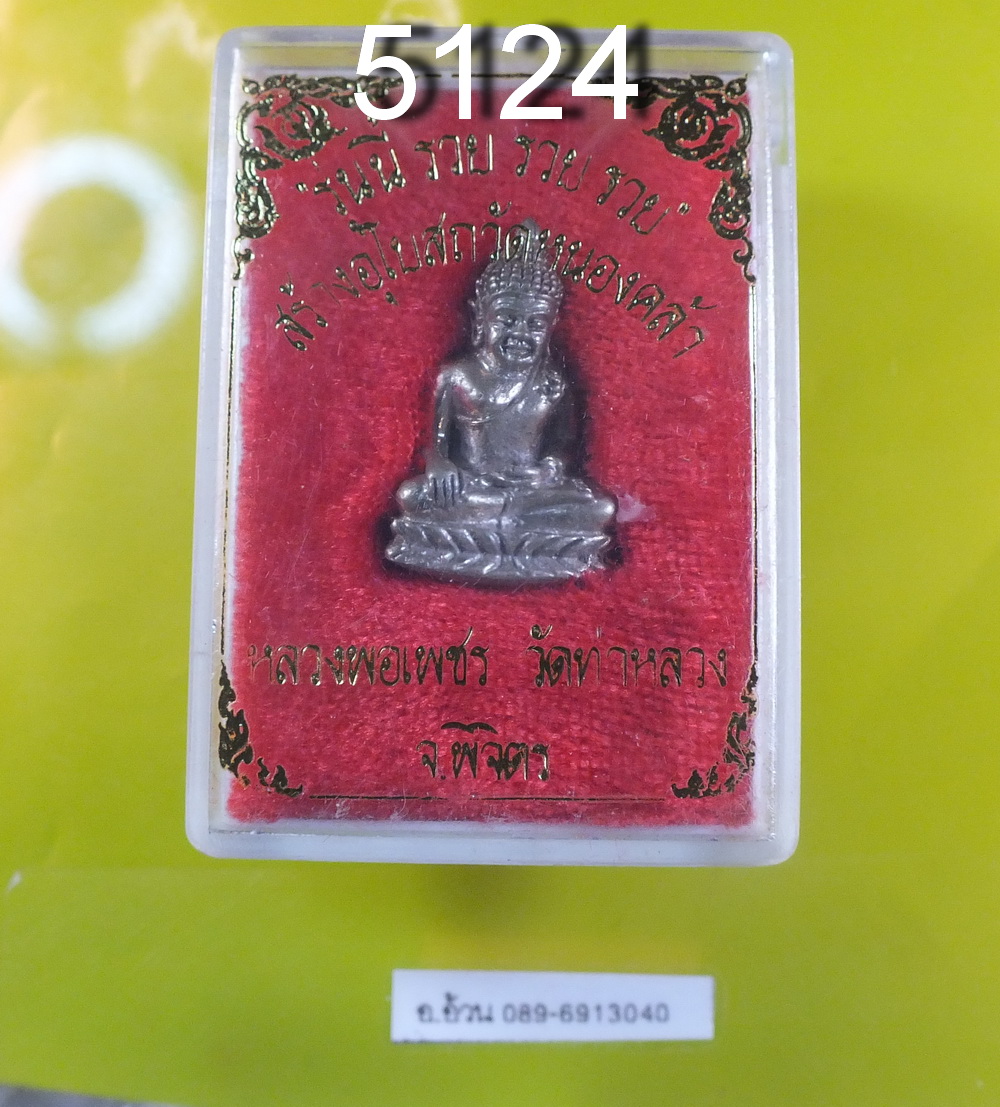 5124
"รุ่นนี้ รวย รวย รวย"
สร้างอุโบสถวัดหนองคล้า
หลวงพ่อเพชร วัดท่าหลวง
จ.พิจิตร
อ.อ้วน 089-6913040